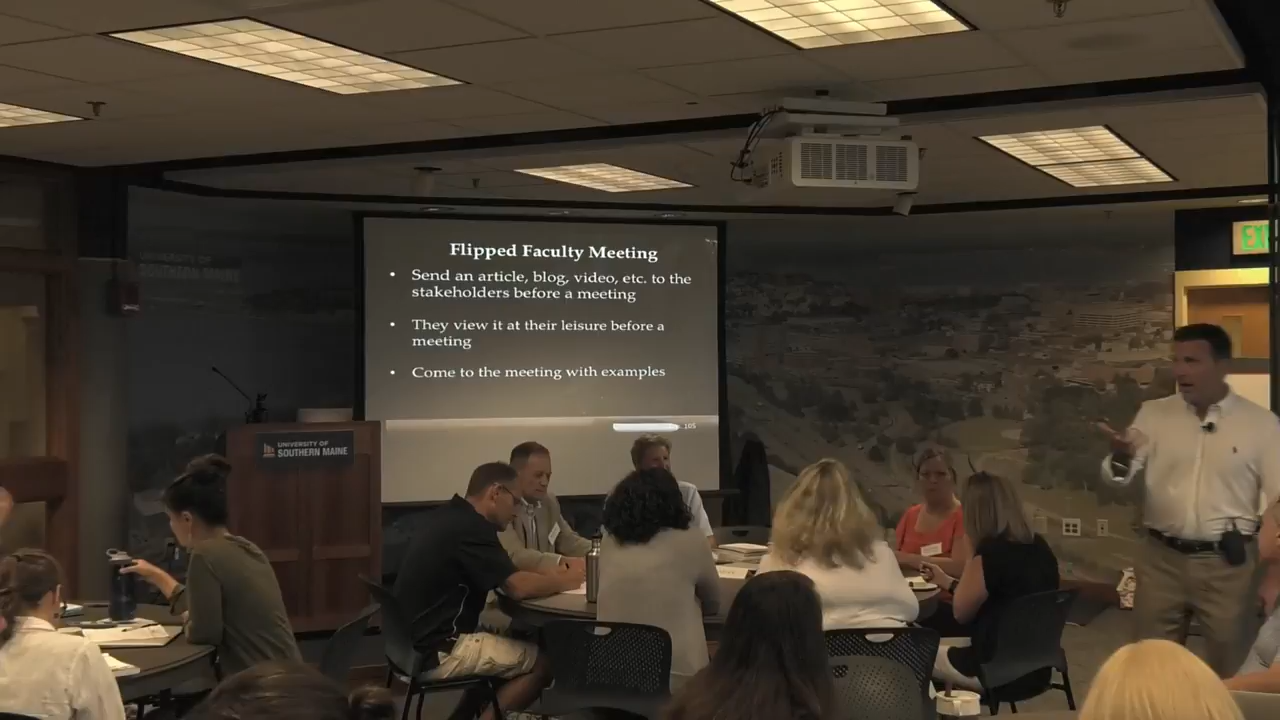 Flipped Faculty Meeting
• Send an article, blog, video, etc. to the
stakeholders before a meeting
• They view it at their leisure before a
meeting
• Come to the meeting with examples
105
UNIVERSITY OF
SOUTHERN MAINE
UNIVERSITY OF
SOUTHERN MAINE
EX